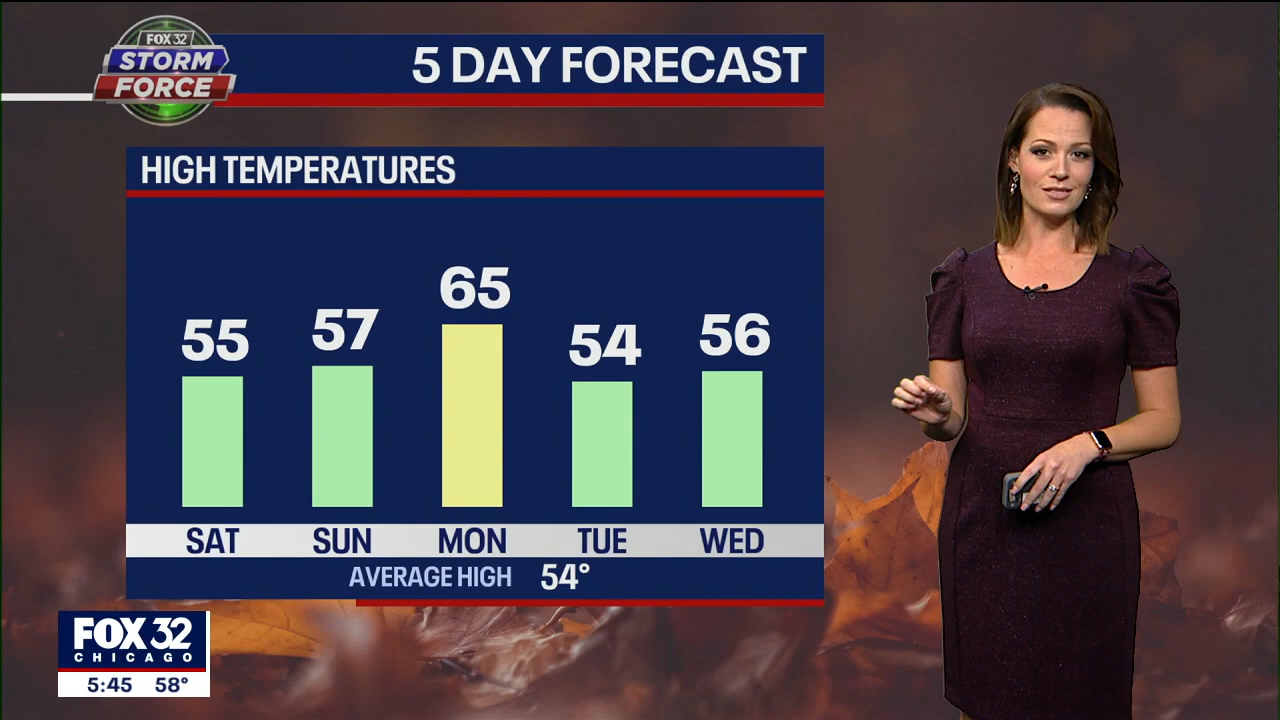 FOX 32
STORM
FORCE
5 DAY FORECAST
HIGH TEMPERATURES
55 57 65 54 56
SAT SUN MON TUE WED
AVERAGE HIGH 54°
FOX 32
CHICAGO
5:45 58°